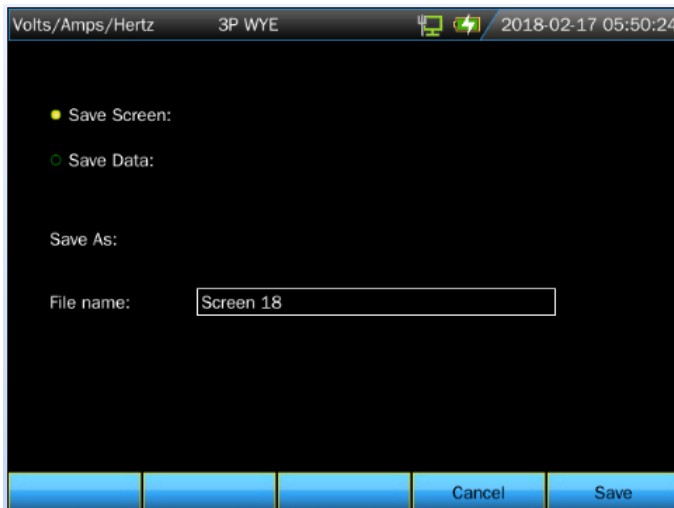 Volts/Amps/Hertz 3P WYE 2018-02-17 05:50:24
Save Screen:
Save Data:
Save As:
File name: Screen 18
Cancel Save